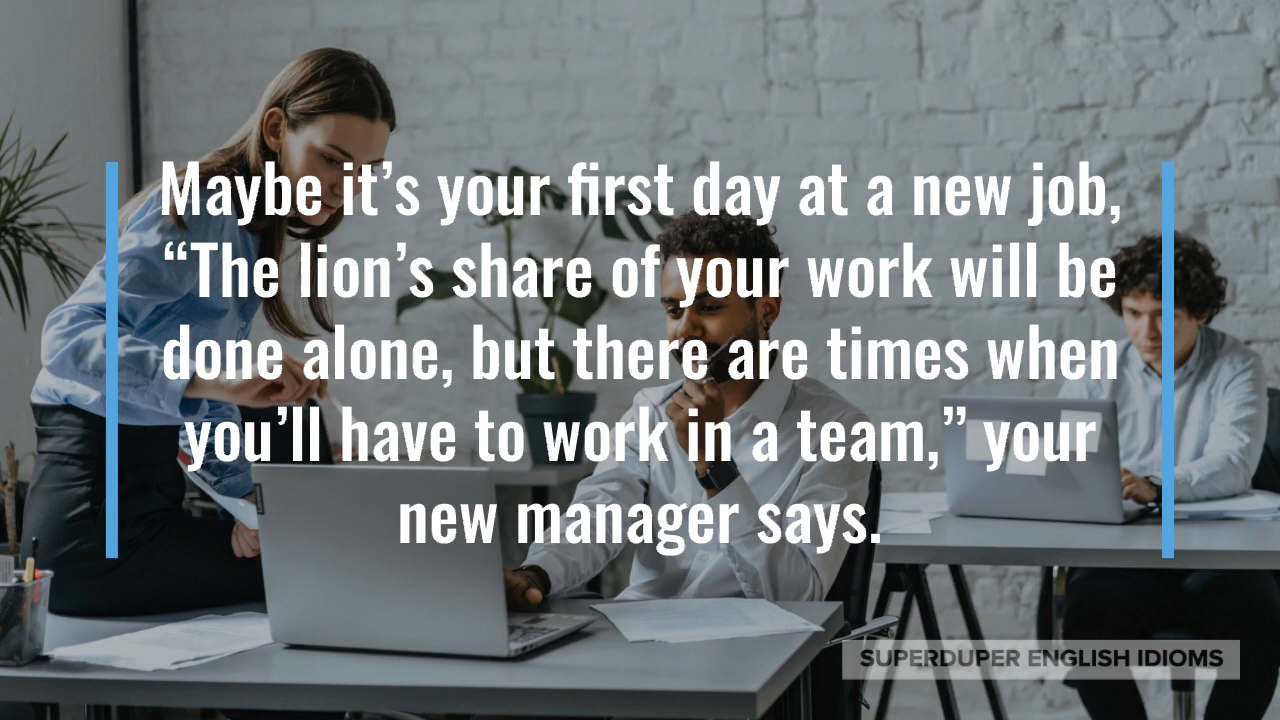 Maybe it’s your first day at a new job,
“The lion’s share of your work will be
done alone, but there are times when
you’ll have to work in a team,” your
new manager says.
SUPERDUPER ENGLISH IDIOMS